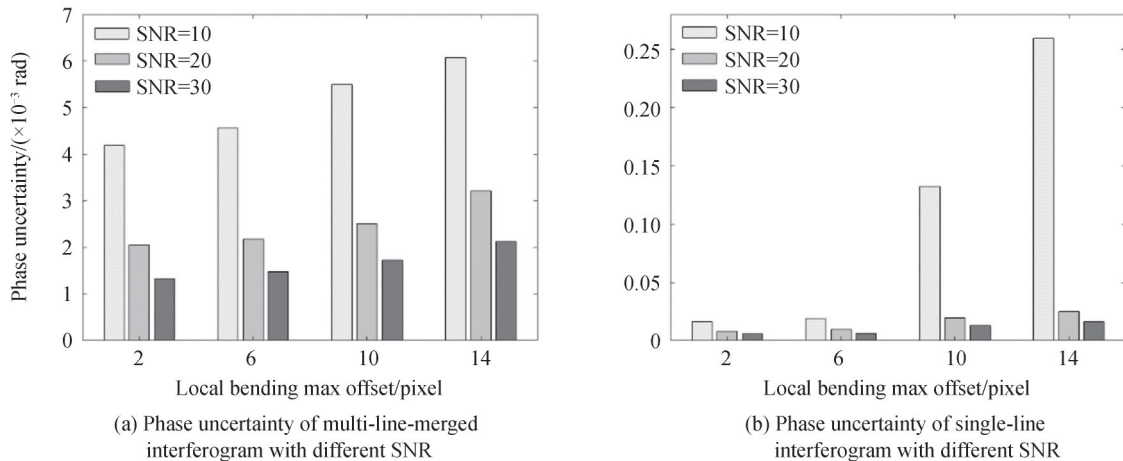 Phase uncertainty/(×10⁻³ rad)
7
6
5
4
3
2
1
0
SNR=10
SNR=20
SNR=30
2 6 10 14
Local bending max offset/pixel
(a) Phase uncertainty of multi-line-merged
interferogram with different SNR
0.25
0.20
0.15
0.10
0.05
0
SNR=10
SNR=20
SNR=30
2 6 10 14
Local bending max offset/pixel
(b) Phase uncertainty of single-line
interferogram with different SNR